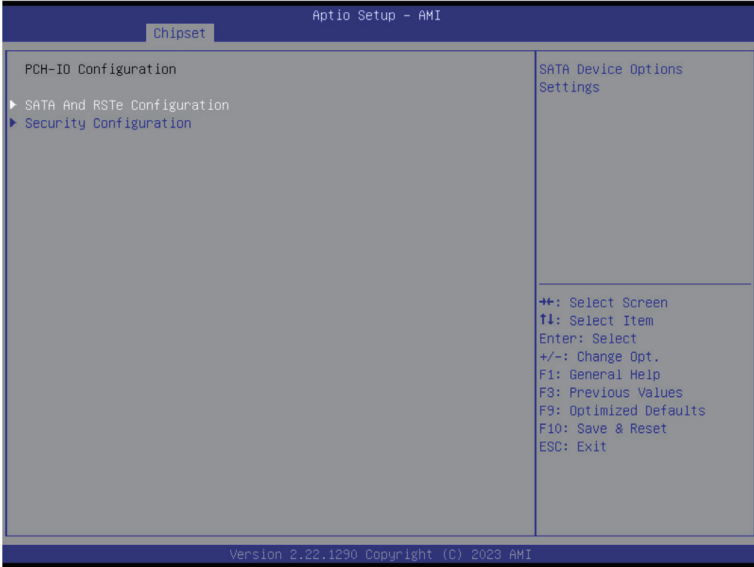 Aptio Setup – AMI
Chipset
PCH-IO Configuration
SATA And RSTe Configuration
Security Configuration
SATA Device Options
Settings
→←: Select Screen
↑↓: Select Item
Enter: Select
+/-: Change Opt.
F1: General Help
F3: Previous Values
F9: Optimized Defaults
F10: Save & Reset
ESC: Exit
Version 2.22.1290 Copyright (C) 2023 AMI